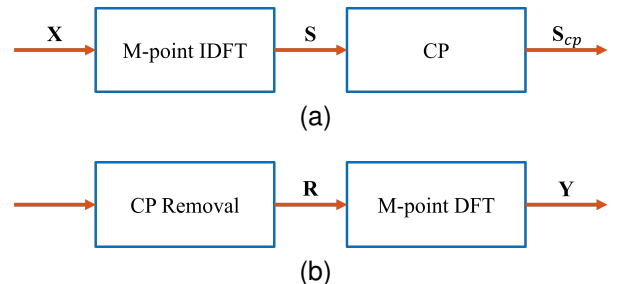 X M-point IDFT S CP S_cp
(a)
CP Removal R M-point DFT Y
(b)